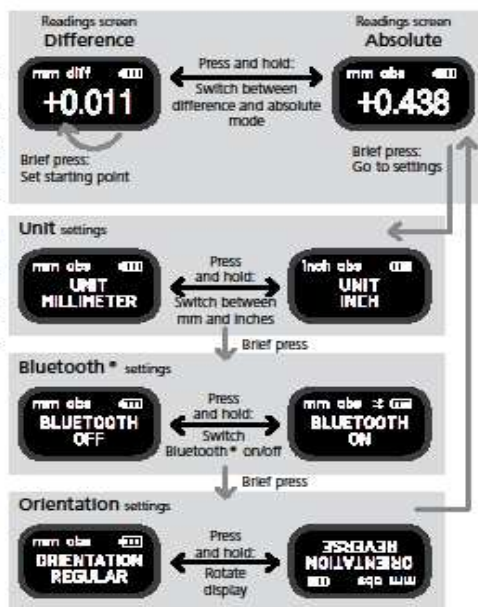 Readings screen
Difference
Readings screen
Absolute
mm diff
+0.011
Press and hold:
Switch between
difference and absolute
mode
mm abs
+0.438
Brief press:
Set starting point
Brief press:
Go to settings
Unit settings
mm abs
UNIT
MILLIMETER
Press
and hold:
Switch between
mm and inches
inch abs
UNIT
INCH
Brief press
Bluetooth® settings
mm abs
BLUETOOTH
OFF
Press
and hold:
Switch
Bluetooth® on/off
mm abs
BLUETOOTH
ON
Brief press
Orientation settings
mm abs
ORIENTATION
REGULAR
Press
and hold:
Rotate
display
mm abs
ORIENTATION
REVERSE